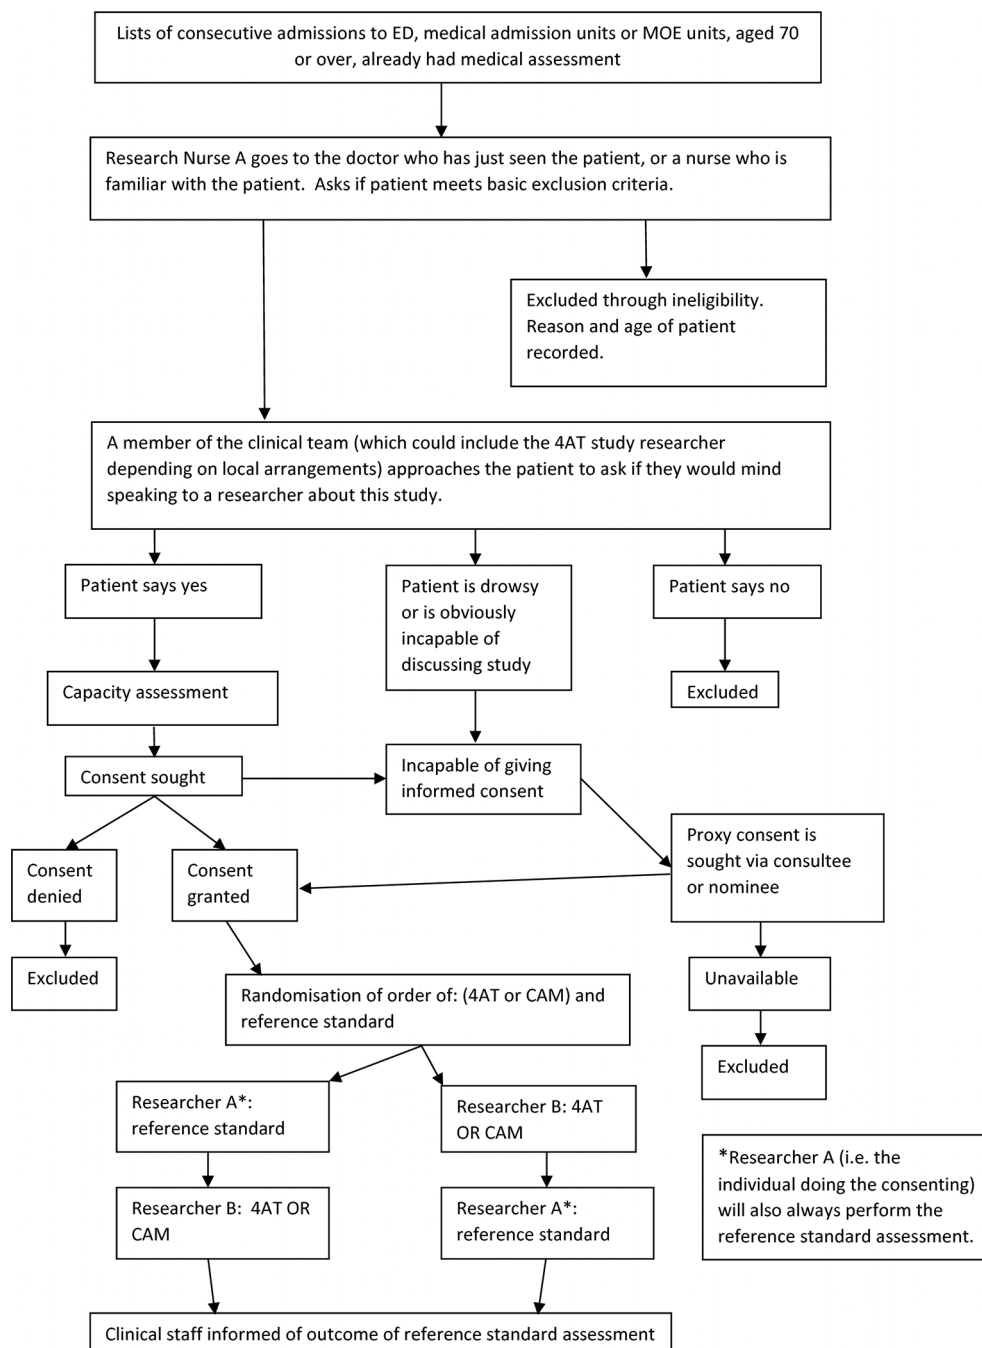 Lists of consecutive admissions to ED, medical admission units or MOE units, aged 70
or over, already had medical assessment
Research Nurse A goes to the doctor who has just seen the patient, or a nurse who is
familiar with the patient.  Asks if patient meets basic exclusion criteria.
Excluded through ineligibility.
Reason and age of patient
recorded.
A member of the clinical team (which could include the 4AT study researcher
depending on local arrangements) approaches the patient to ask if they would mind
speaking to a researcher about this study.
Patient says yes
Patient is drowsy
or is obviously
incapable of
discussing study
Patient says no
Capacity assessment
Excluded
Consent sought
Incapable of giving
informed consent
Proxy consent is
sought via consultee
or nominee
Consent
denied
Consent
granted
Excluded
Unavailable
Randomisation of order of: (4AT or CAM) and
reference standard
Excluded
Researcher A*:
reference standard
Researcher B: 4AT
OR CAM
Researcher B:  4AT OR
CAM
Researcher A*:
reference standard
*Researcher A (i.e. the
individual doing the consenting)
will also always perform the
reference standard assessment.
Clinical staff informed of outcome of reference standard assessment